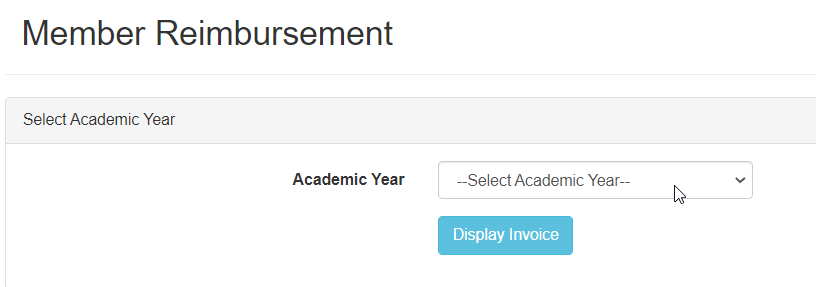 Member Reimbursement
Select Academic Year
Academic Year
--Select Academic Year--
Display Invoice